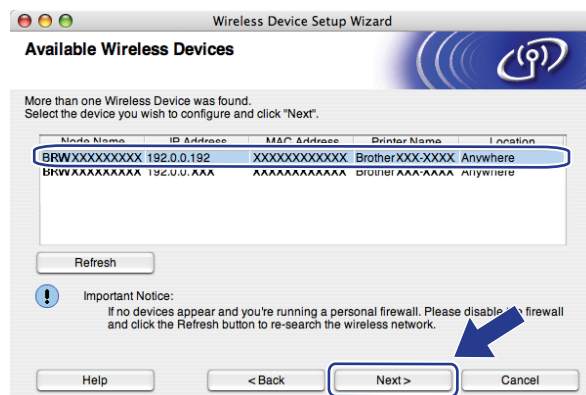 Wireless Device Setup Wizard
Available Wireless Devices
More than one Wireless Device was found.
Select the device you wish to configure and click "Next".
Node Name IP Address MAC Address Printer Name Location
BRWXXXXXXXXX 192.0.0.192 XXXXXXXXXXXX Brother XXX-XXXX Anywhere
BRWXXXXXXXXX 192.0.0.XXX XXXXXXXXXXXX Brother XXX-XXXX Anywhere
Refresh
Important Notice:
If no devices appear and you're running a personal firewall. Please disable the firewall
and click the Refresh button to re-search the wireless network.
Help < Back Next > Cancel